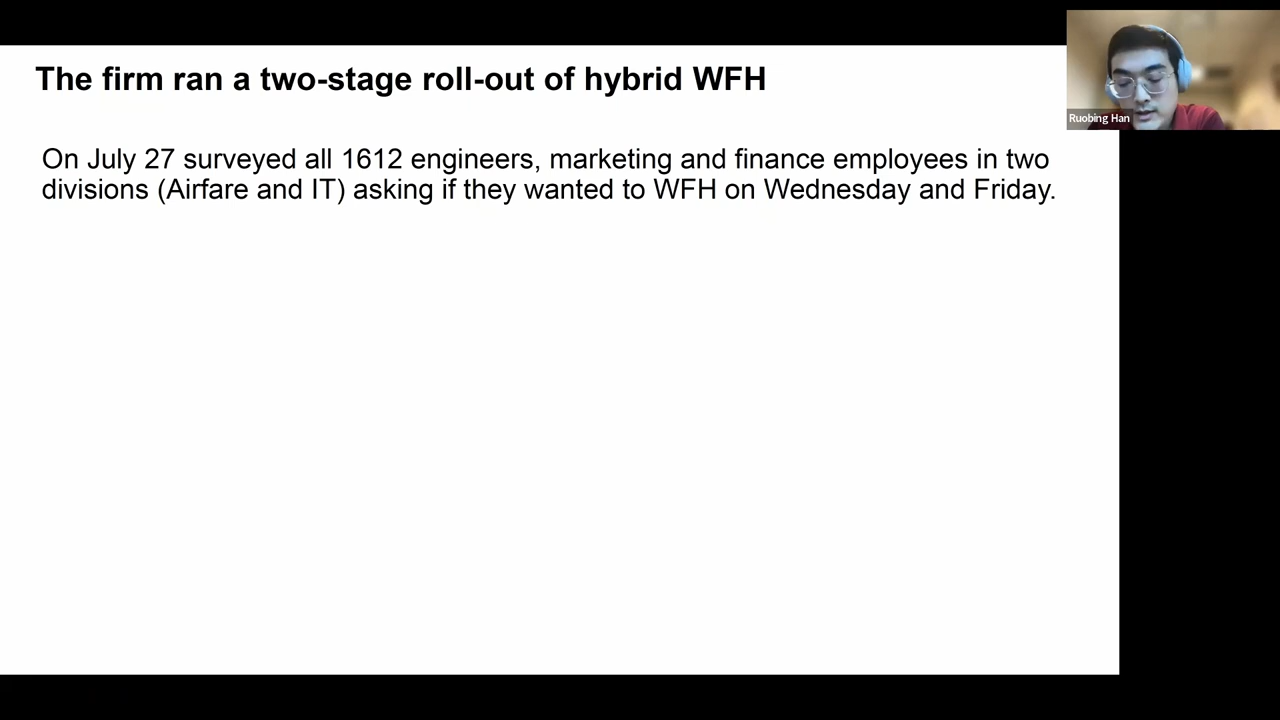 The firm ran a two-stage roll-out of hybrid WFH
On July 27 surveyed all 1612 engineers, marketing and finance employees in two
divisions (Airfare and IT) asking if they wanted to WFH on Wednesday and Friday.
Ruobing Han